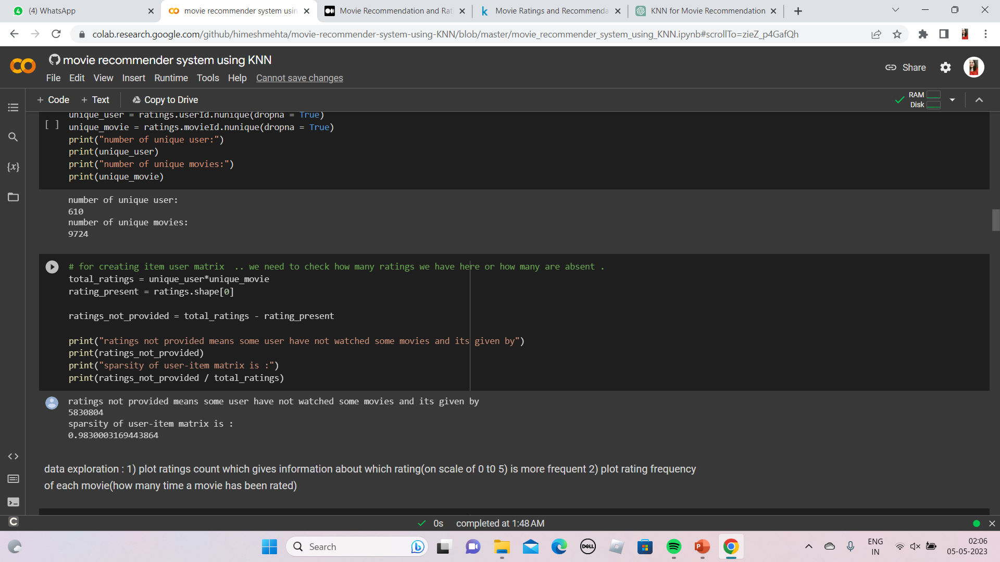 (4) WhatsApp
movie recommender system usin
Movie Recommendation and Rati
Movie Ratings and Recommenda
KNN for Movie Recommendation
colab.research.google.com/github/himeshmehta/movie-recommender-system-using-KNN/blob/master/movie_recommender_system_using_KNN.ipynb#scrollTo=zieZ_p4GafQh
movie recommender system using KNN
File Edit View Insert Runtime Tools Help Cannot save changes
Share
+ Code + Text Copy to Drive
RAM
Disk
unique_user = ratings.userId.nunique(dropna = True)
[ ] unique_movie = ratings.movieId.nunique(dropna = True)
print("number of unique user:")
print(unique_user)
print("number of unique movies:")
print(unique_movie)
number of unique user:
610
number of unique movies:
9724
# for creating item user matrix .. we need to check how many ratings we have here or how many are absent .
total_ratings = unique_user*unique_movie
rating_present = ratings.shape[0]
ratings_not_provided = total_ratings - rating_present
print("ratings not provided means some user have not watched some movies and its given by")
print(ratings_not_provided)
print("sparsity of user-item matrix is :")
print(ratings_not_provided / total_ratings)
ratings not provided means some user have not watched some movies and its given by
5830804
sparsity of user-item matrix is :
0.9830003169443864
data exploration : 1) plot ratings count which gives information about which rating(on scale of 0 t0 5) is more frequent 2) plot rating frequency
of each movie(how many time a movie has been rated)
0s completed at 1:48 AM
Search
DELL
ENG
IN
02:06
05-05-2023